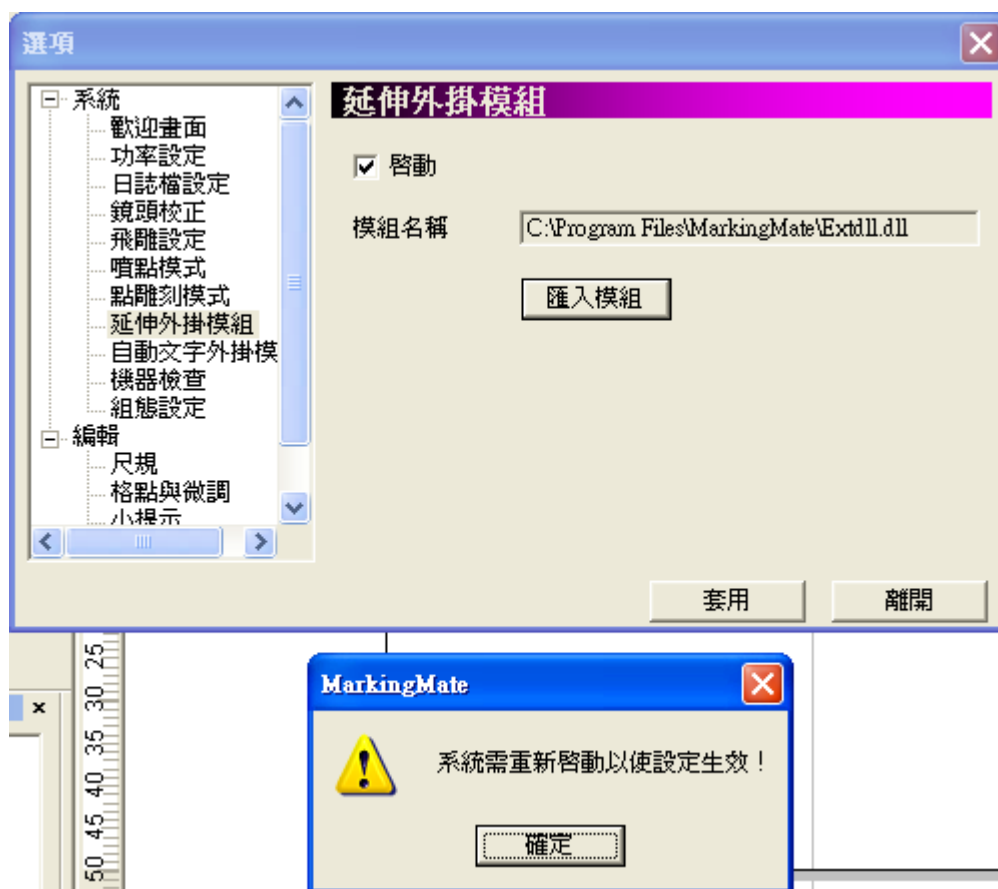 選項
系統
歡迎畫面
功率設定
日誌檔設定
鏡頭校正
飛雕設定
噴點模式
點雕刻模式
延伸外掛模組
自動文字外掛模
機器檢查
組態設定
編輯
尺規
格點與微調
小提示
延伸外掛模組
啓動
模組名稱
C:\Program Files\MarkingMate\Extdll.dll
匯入模組
套用
離開
25
30
35
40
45
50
MarkingMate
系統需重新啓動以使設定生效！
確定